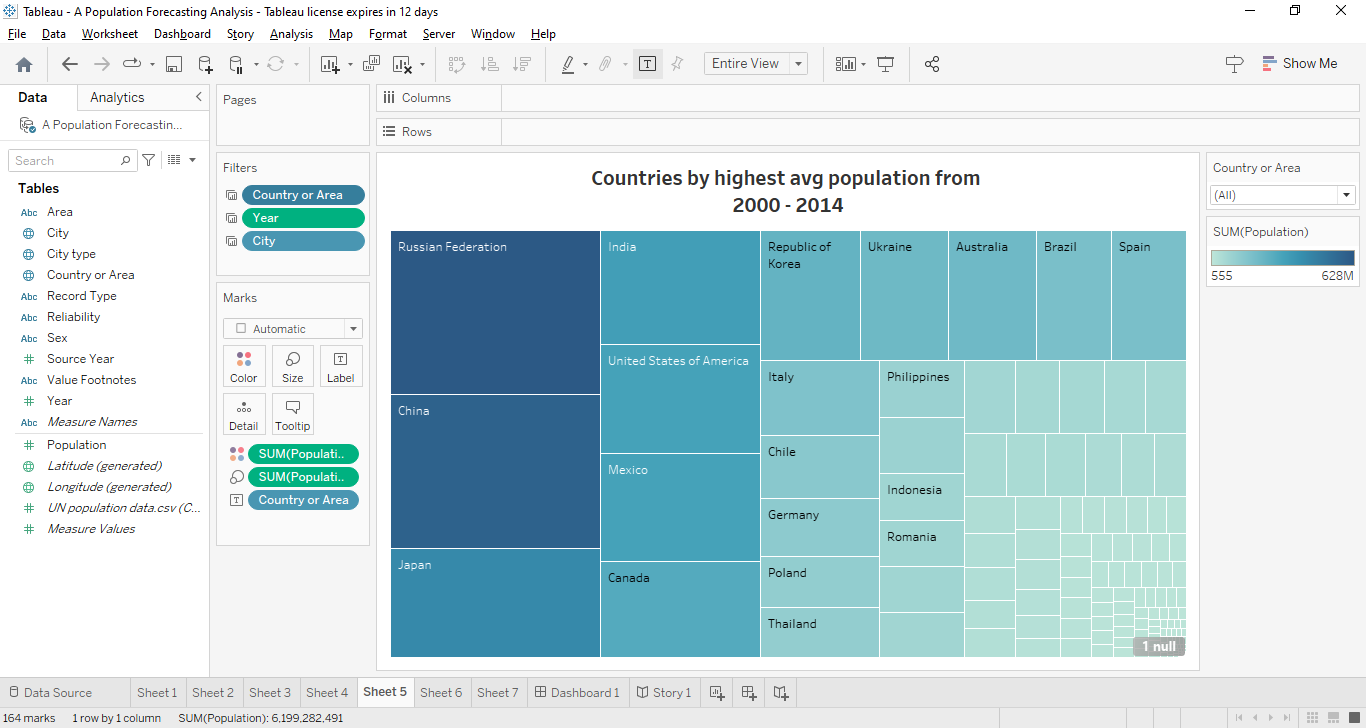 Tableau - A Population Forecasting Analysis - Tableau license expires in 12 days
File Data Worksheet Dashboard Story Analysis Map Format Server Window Help
Entire View
Show Me
Data Analytics
A Population Forecastin...
Search
Tables
Abc Area
City
City type
Country or Area
Abc Record Type
Abc Reliability
Abc Sex
Source Year
Abc Value Footnotes
Year
Abc Measure Names
Population
Latitude (generated)
Longitude (generated)
UN population data.csv (C...
Measure Values
Pages
Filters
Country or Area
Year
City
Marks
Automatic
Color Size Label
Detail Tooltip
SUM(Populati..
SUM(Populati..
Country or Area
Columns
Rows
Countries by highest avg population from
2000 - 2014
Russian Federation
China
Japan
India
United States of America
Mexico
Canada
Republic of
Korea
Ukraine
Australia
Brazil
Spain
Italy
Chile
Germany
Poland
Thailand
Philippines
Indonesia
Romania
1 null
Country or Area
(All)
SUM(Population)
555 628M
Data Source Sheet 1 Sheet 2 Sheet 3 Sheet 4 Sheet 5 Sheet 6 Sheet 7 Dashboard 1 Story 1
164 marks 1 row by 1 column SUM(Population): 6,199,282,491